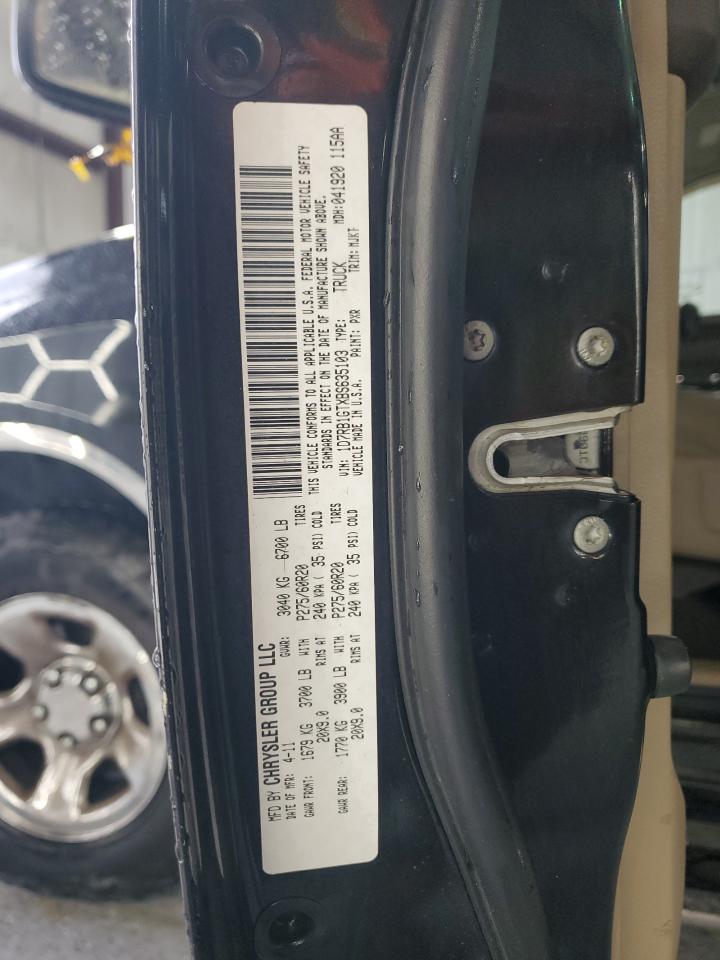 MFD BY CHRYSLER GROUP LLC
DATE OF MFR: 4-11 GVWR: 3040 KG 6700 LB
GAWR FRONT: 1679 KG 3700 LB WITH P275/60R20 TIRES
20X9.0 RIMS AT 240 KPA ( 35 PSI) COLD
GAWR REAR: 1770 KG 3900 LB WITH P275/60R20 TIRES
20X9.0 RIMS AT 240 KPA ( 35 PSI) COLD
THIS VEHICLE CONFORMS TO ALL APPLICABLE U.S.A. FEDERAL MOTOR VEHICLE SAFETY
STANDARDS IN EFFECT ON THE DATE OF MANUFACTURE SHOWN ABOVE.
VIN: 1D7RB1GTXBS635103 TYPE: TRUCK MDH:041920 115AA
VEHICLE MADE IN U.S.A. PAINT: PXR TRIM:MJKT